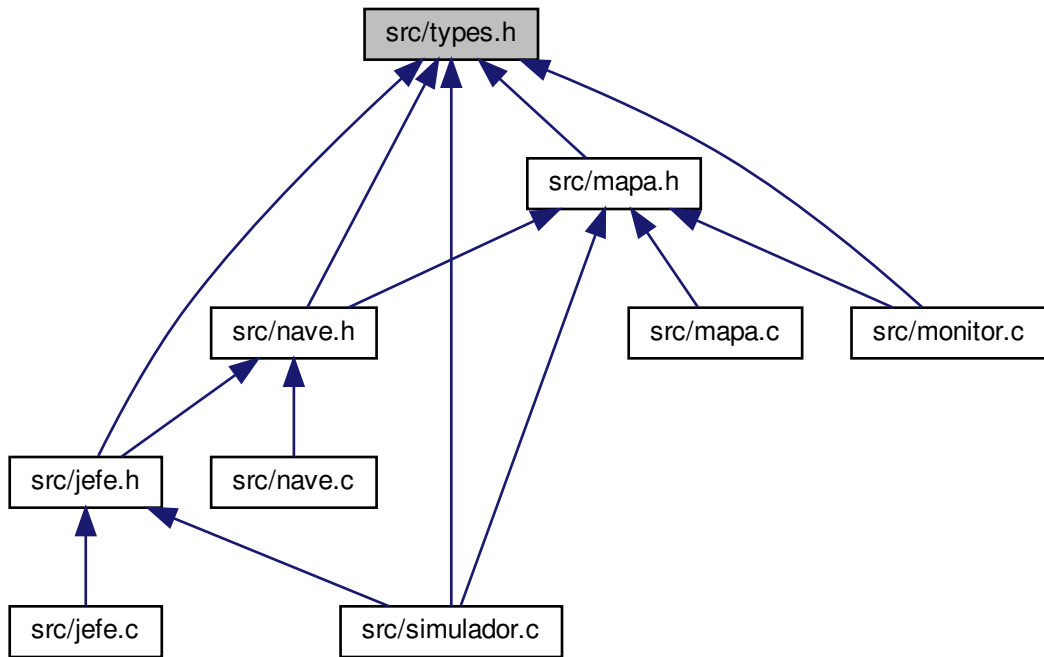 src/types.h
src/mapa.h
src/nave.h
src/mapa.c
src/monitor.c
src/jefe.h
src/nave.c
src/jefe.c
src/simulador.c